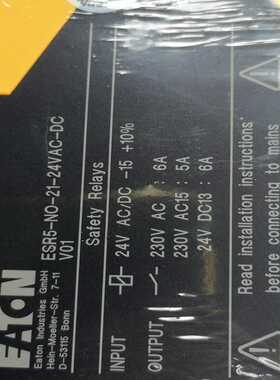 EATON
Eaton Industries GmbH
Hein-Moeller-Str. 7-11
D-53115 Bonn
ESR5-NO-21-24VAC-DC
V01
Safety Relays
INPUT
24V AC/DC -15 +10%
OUTPUT
230V AC : 6A
230V AC15 : 5A
24V DC13 : 6A
Read installation instructions
before connecting to mains!